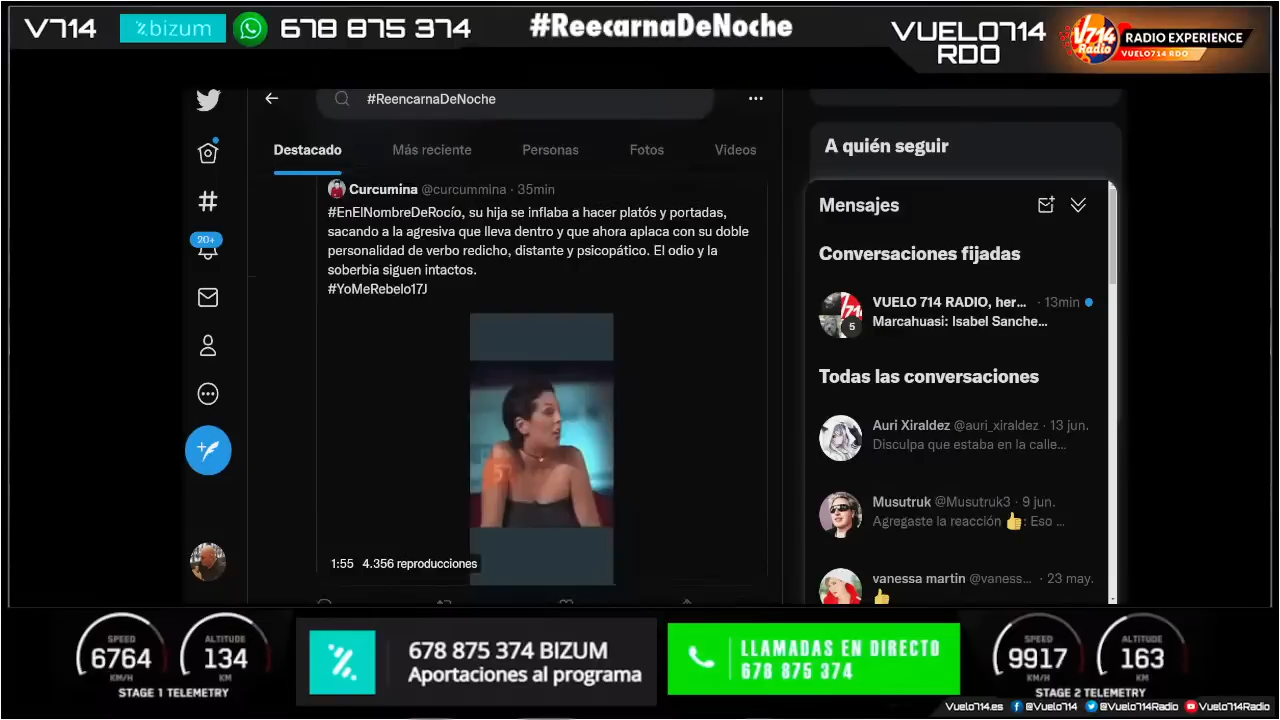 V714
bizum
678 875 374
#ReecarnaDeNoche
VUELO714
RDO
V714
Radio
RADIO EXPERIENCE
VUELO714 RDO
#ReencarnaDeNoche
Destacado
Más reciente
Personas
Fotos
Videos
Curcumina @curcummina · 35min
#EnElNombreDeRocío, su hija se inflaba a hacer platós y portadas,
sacando a la agresiva que lleva dentro y que ahora aplaca con su doble
personalidad de verbo redicho, distante y psicopático. El odio y la
soberbia siguen intactos.
#YoMeRebelo17J
1:55 4.356 reproducciones
20+
A quién seguir
Mensajes
Conversaciones fijadas
VUELO 714 RADIO, her... · 13min
Marcahuasi: Isabel Sanche...
5
Todas las conversaciones
Auri Xiraldez @auri_xiraldez · 13 jun.
Disculpa que estaba en la calle...
Musutruk @Musutruk3 · 9 jun.
Agregaste la reacción 👍: Eso ...
vanessa martin @vaness... · 23 may.
👍
SPEED
6764
KM/H
ALTITUDE
134
KM
STAGE 1 TELEMETRY
678 875 374 BIZUM
Aportaciones al programa
LLAMADAS EN DIRECTO
678 875 374
SPEED
9917
KM/H
ALTITUDE
163
KM
STAGE 2 TELEMETRY
Vuelo714.es @Vuelo714 @Vuelo714Radio Vuelo714Radio